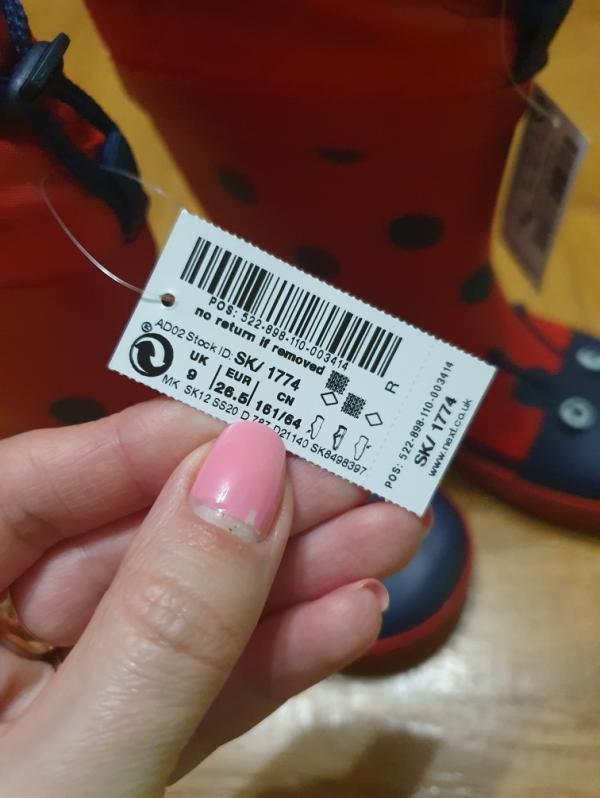 POS: 522-898-110-003414
no return if removed
® AD02 Stock ID: SK/ 1774
UK EUR CN
9 26.5 161/64
R
MK SK12 SS20 D Z87 D21140 SK8498397
POS: 522-898-110-003414
SK/ 1774
www.next.co.uk